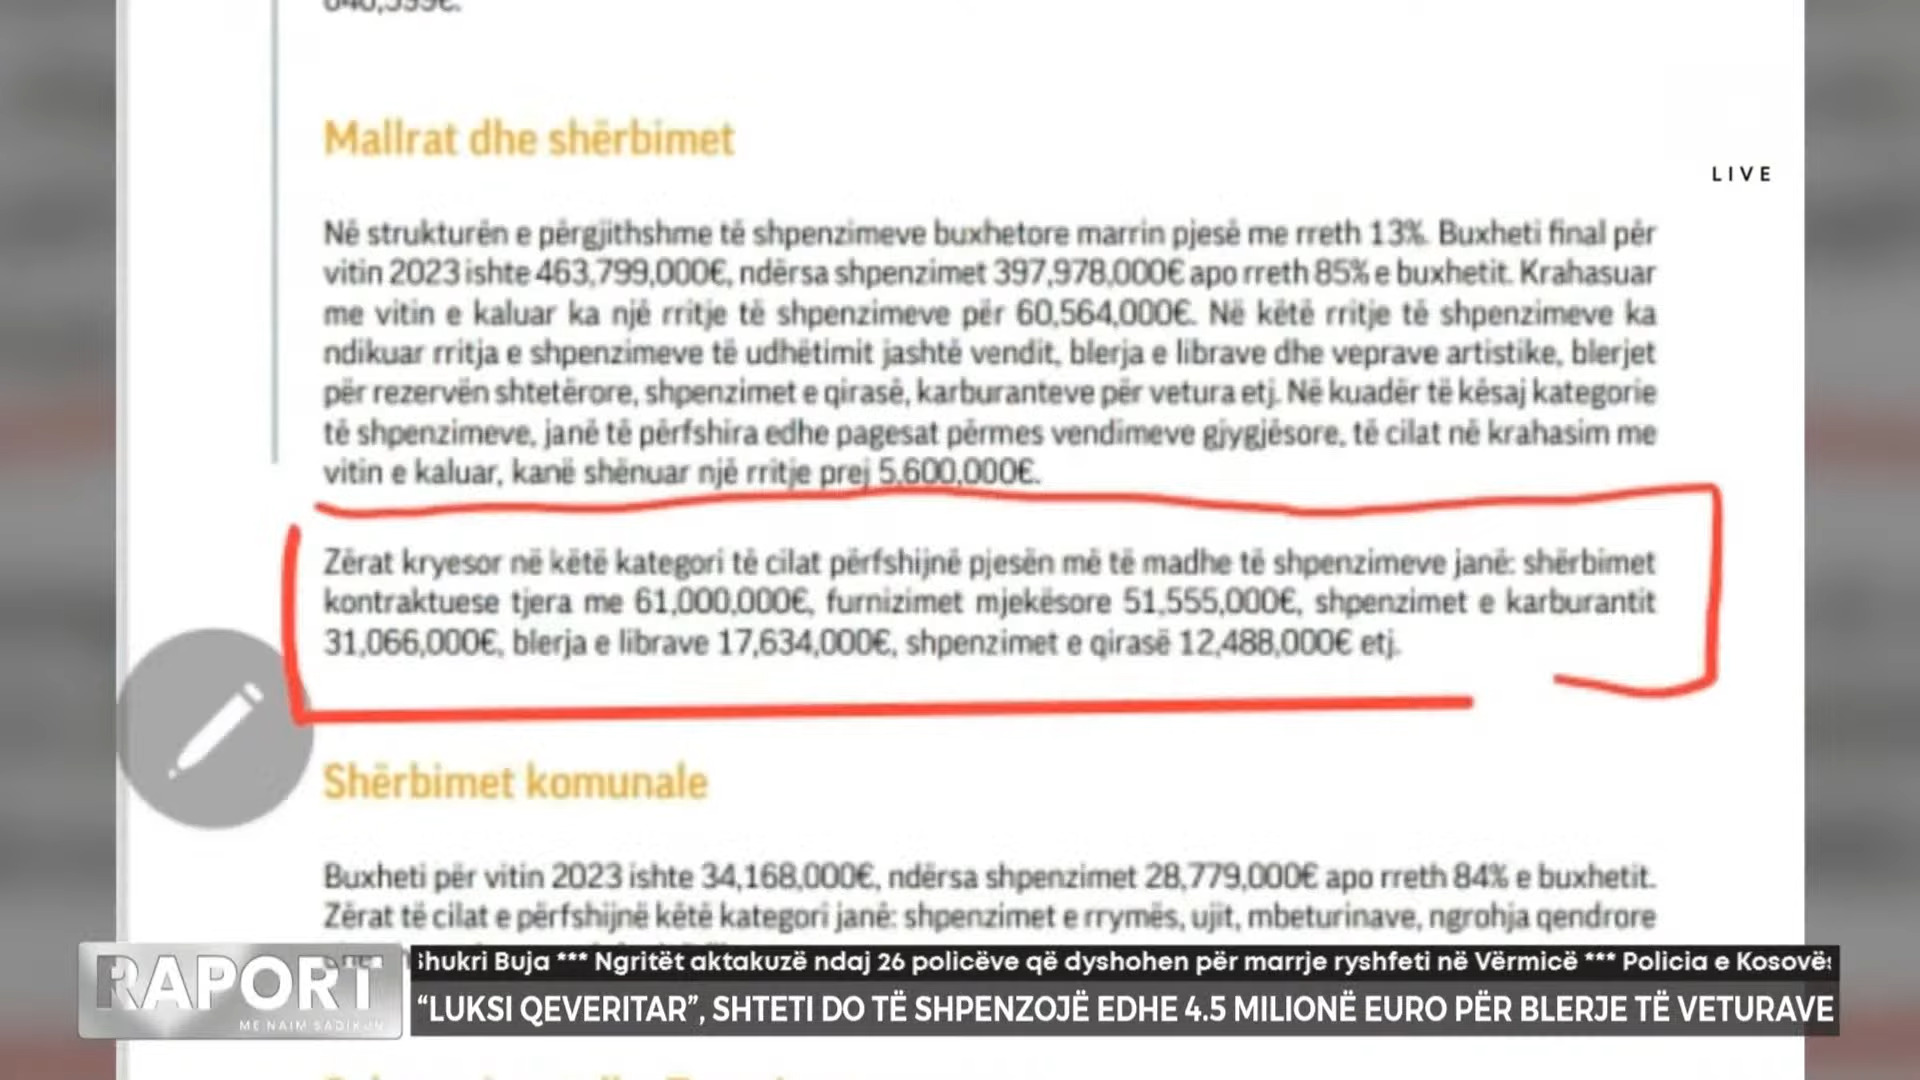 Mallrat dhe shërbimet
LIVE
Në strukturën e përgjithshme të shpenzimeve buxhetore marrin pjesë me rreth 13%. Buxheti final për
vitin 2023 ishte 463,799,000€, ndërsa shpenzimet 397,978,000€ apo rreth 85% e buxhetit. Krahasuar
me vitin e kaluar ka një rritje të shpenzimeve për 60,564,000€. Në këtë rritje të shpenzimeve ka
ndikuar rritja e shpenzimeve të udhëtimit jashtë vendit, blerja e librave dhe veprave artistike, blerjet
për rezervën shtetërore, shpenzimet e qirasë, karburanteve për vetura etj. Në kuadër të kësaj kategorie
të shpenzimeve, janë të përfshira edhe pagesat përmes vendimeve gjygjësore, të cilat në krahasim me
vitin e kaluar, kanë shënuar një rritje prej 5,600,000€.
Zërat kryesor në këtë kategori të cilat përfshijnë pjesën më të madhe të shpenzimeve janë: shërbimet
kontraktuese tjera me 61,000,000€, furnizimet mjekësore 51,555,000€, shpenzimet e karburantit
31,066,000€, blerja e librave 17,634,000€, shpenzimet e qirasë 12,488,000€ etj.
Shërbimet komunale
Buxheti për vitin 2023 ishte 34,168,000€, ndërsa shpenzimet 28,779,000€ apo rreth 84% e buxhetit.
Zërat të cilat e përfshijnë këtë kategori janë: shpenzimet e rrymës, ujit, mbeturinave, ngrohja qendrore
RAPORT
ME NAIM SADIKUN
Shukri Buja *** Ngritët aktakuzë ndaj 26 policëve që dyshohen për marrje ryshfeti në Vërmicë *** Policia e Kosovës
“LUKSI QEVERITAR”, SHTETI DO TË SHPENZOJË EDHE 4.5 MILIONË EURO PËR BLERJE TË VETURAVE